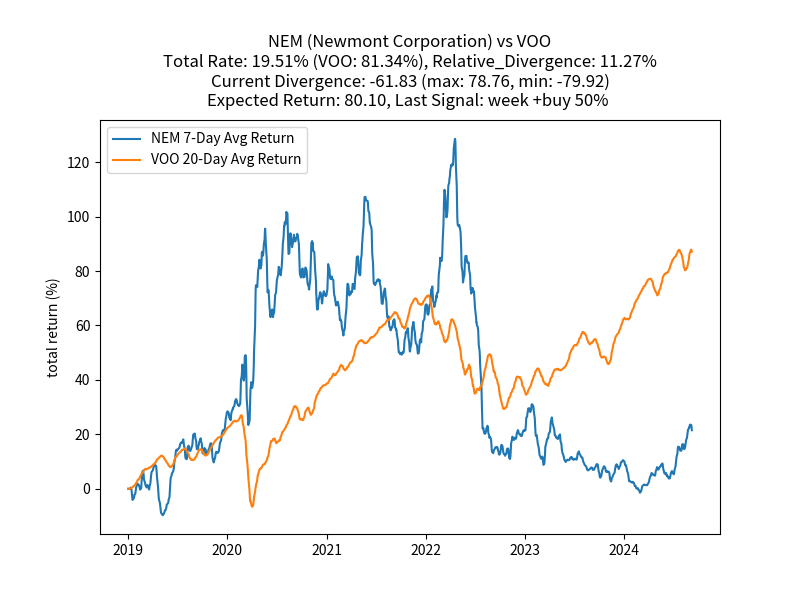 NEM (Newmont Corporation) vs VOO
Total Rate: 19.51% (VOO: 81.34%), Relative_Divergence: 11.27%
Current Divergence: -61.83 (max: 78.76, min: -79.92)
Expected Return: 80.10, Last Signal: week +buy 50%
NEM 7-Day Avg Return
VOO 20-Day Avg Return
total return (%)
120
100
80
60
40
20
0
2019 2020 2021 2022 2023 2024